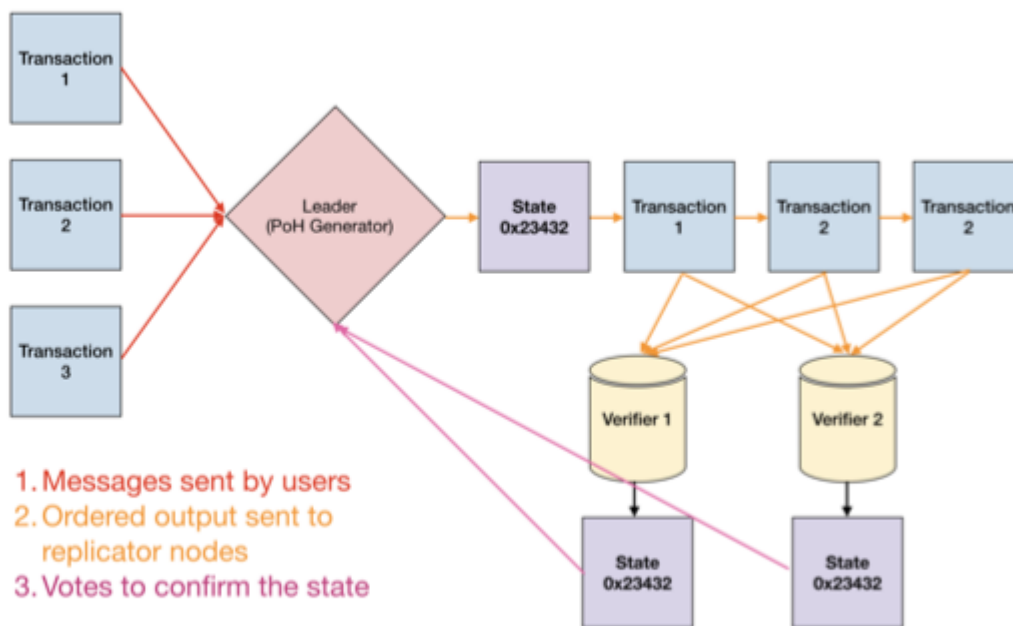 Transaction
1
Transaction
2
Transaction
3
Leader
(PoH Generator)
State
0x23432
Transaction
1
Transaction
2
Transaction
2
Verifier 1
Verifier 2
State
0x23432
State
0x23432
1. Messages sent by users
2. Ordered output sent to
replicator nodes
3. Votes to confirm the state